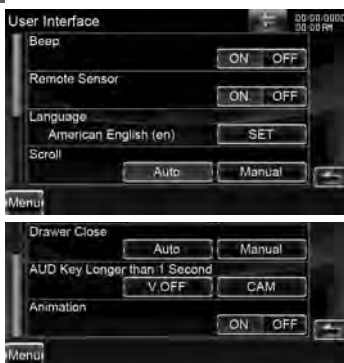 User Interface
00-00-0000
00:00 PM
Beep
ON OFF
Remote Sensor
ON OFF
Language
American English (en) SET
Scroll
Auto Manual
Menu
Drawer Close
Auto Manual
AUD Key Longer than 1 Second
V.OFF CAM
Animation
ON OFF
Menu